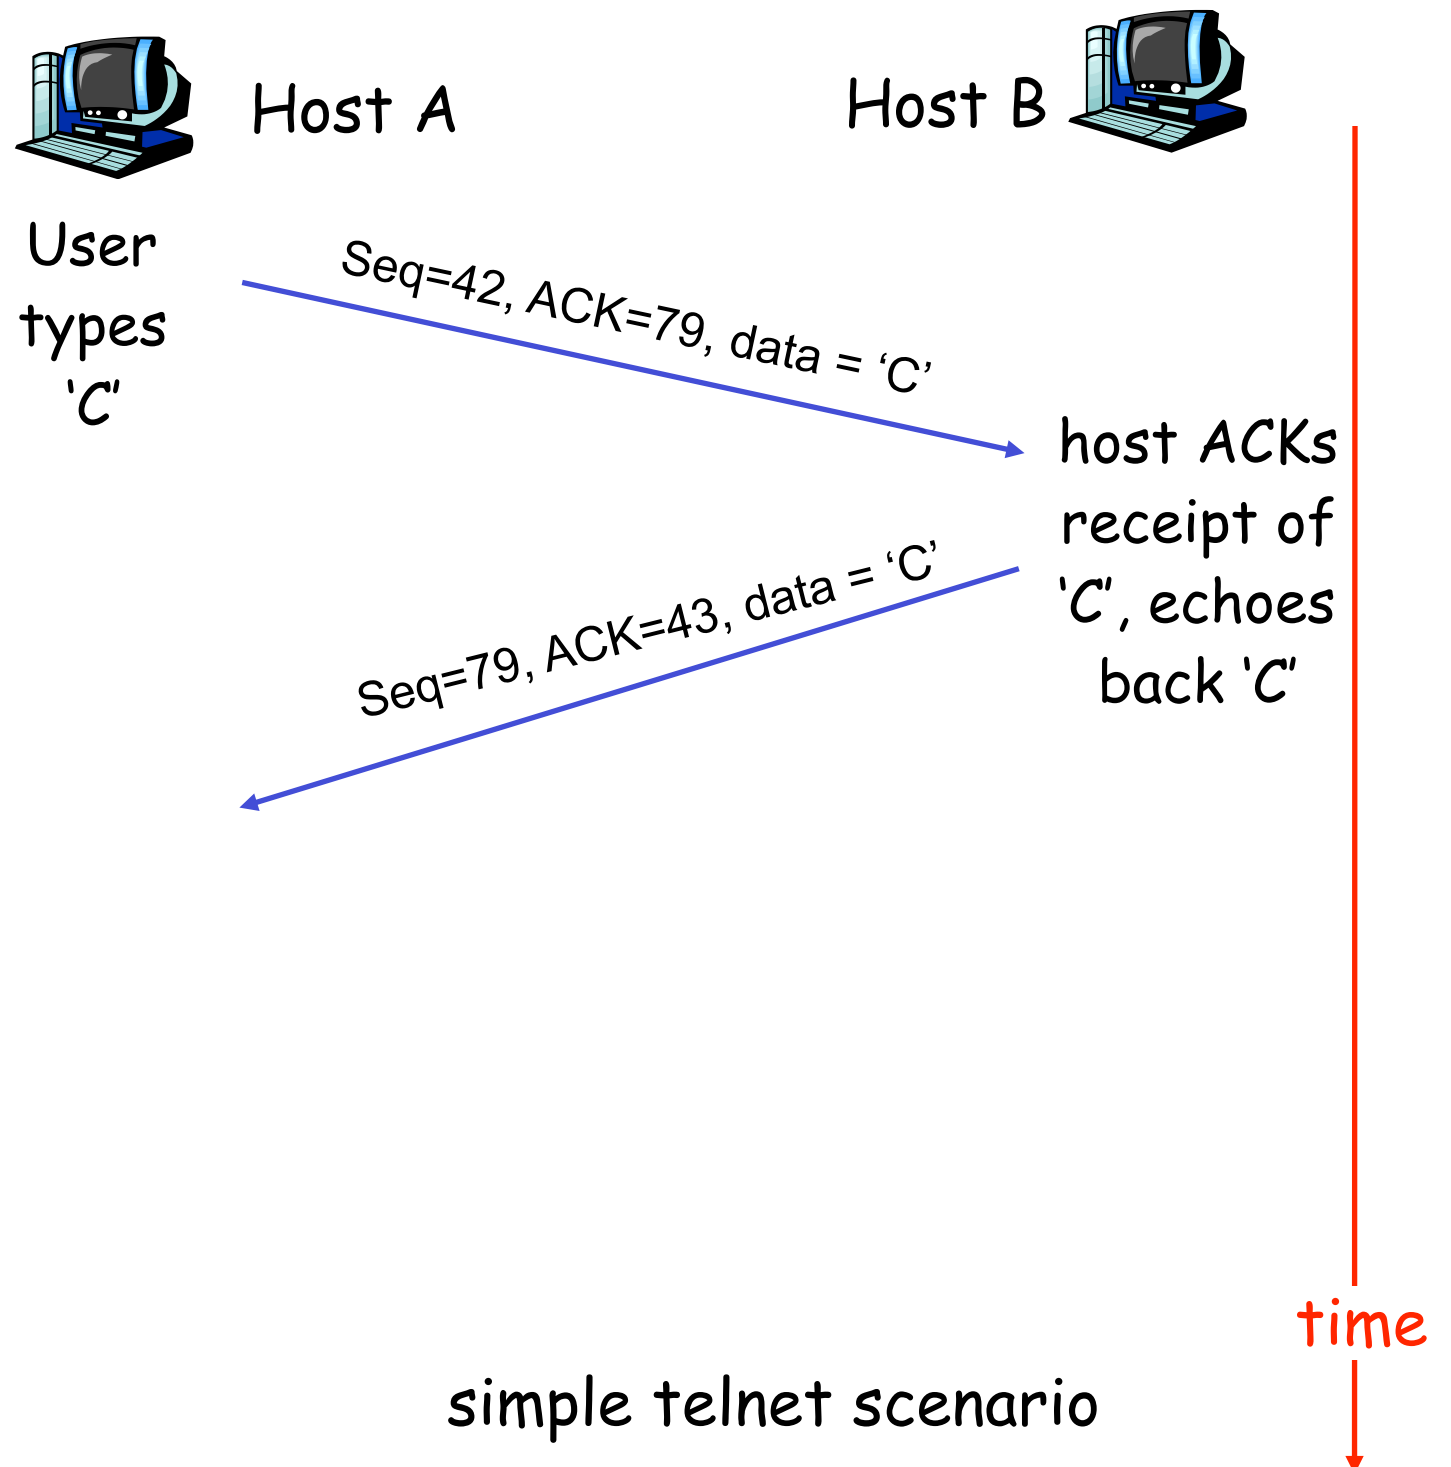 Host A
Host B
User
types
‘C’
Seq=42, ACK=79, data = ‘C’
host ACKs
receipt of
‘C’, echoes
back ‘C’
Seq=79, ACK=43, data = ‘C’
time
simple telnet scenario